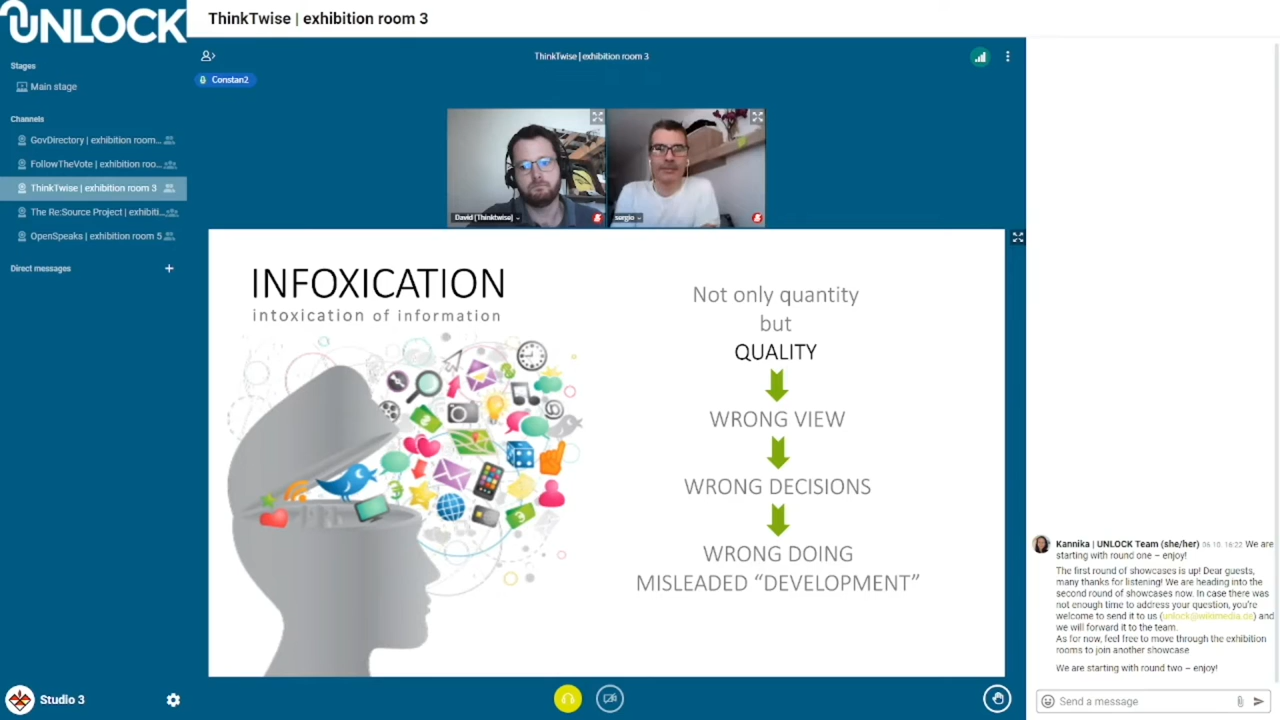 UNLOCK
ThinkTwise | exhibition room 3
Stages
Main stage
Channels
GovDirectory | exhibition room...
FollowTheVote | exhibition roo...
ThinkTwise | exhibition room 3
The Re:Source Project | exhibiti...
OpenSpeaks | exhibition room 5
Direct messages
+
Studio 3
ThinkTwise | exhibition room 3
Constan2
David [Thinktwise]
sergio
INFOXICATION
intoxication of information
Not only quantity
but
QUALITY
WRONG VIEW
WRONG DECISIONS
WRONG DOING
MISLEADED “DEVELOPMENT”
Kannika | UNLOCK Team (she/her) 06.10. 16:22 We are
starting with round one – enjoy!
The first round of showcases is up! Dear guests,
many thanks for listening! We are heading into the
second round of showcases now. In case there was
not enough time to address your question, you're
welcome to send it to us (unlock@wikimedia.de) and
we will forward it to the team.
As for now, feel free to move through the exhibition
rooms to join another showcase
We are starting with round two – enjoy!
Send a message